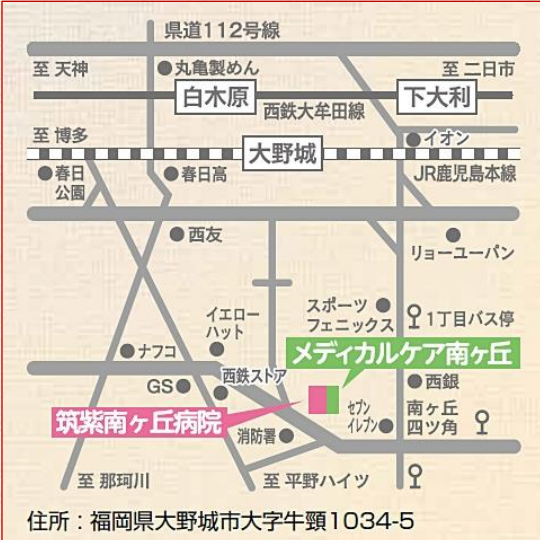 県道112号線
至 天神
丸亀製めん
至 二日市
白木原
下大利
西鉄大牟田線
至 博多
イオン
大野城
春日
公園
春日高
JR鹿児島本線
西友
リョーユーパン
イエロー
ハット
スポーツ
フェニックス
1丁目バス停
ナフコ
メディカルケア南ヶ丘
西鉄ストア
GS
西銀
筑紫南ヶ丘病院
セブン
イレブン
南ヶ丘
四ツ角
消防署
至 那珂川
至 平野ハイツ
住所：福岡県大野城市大字牛頸1034-5